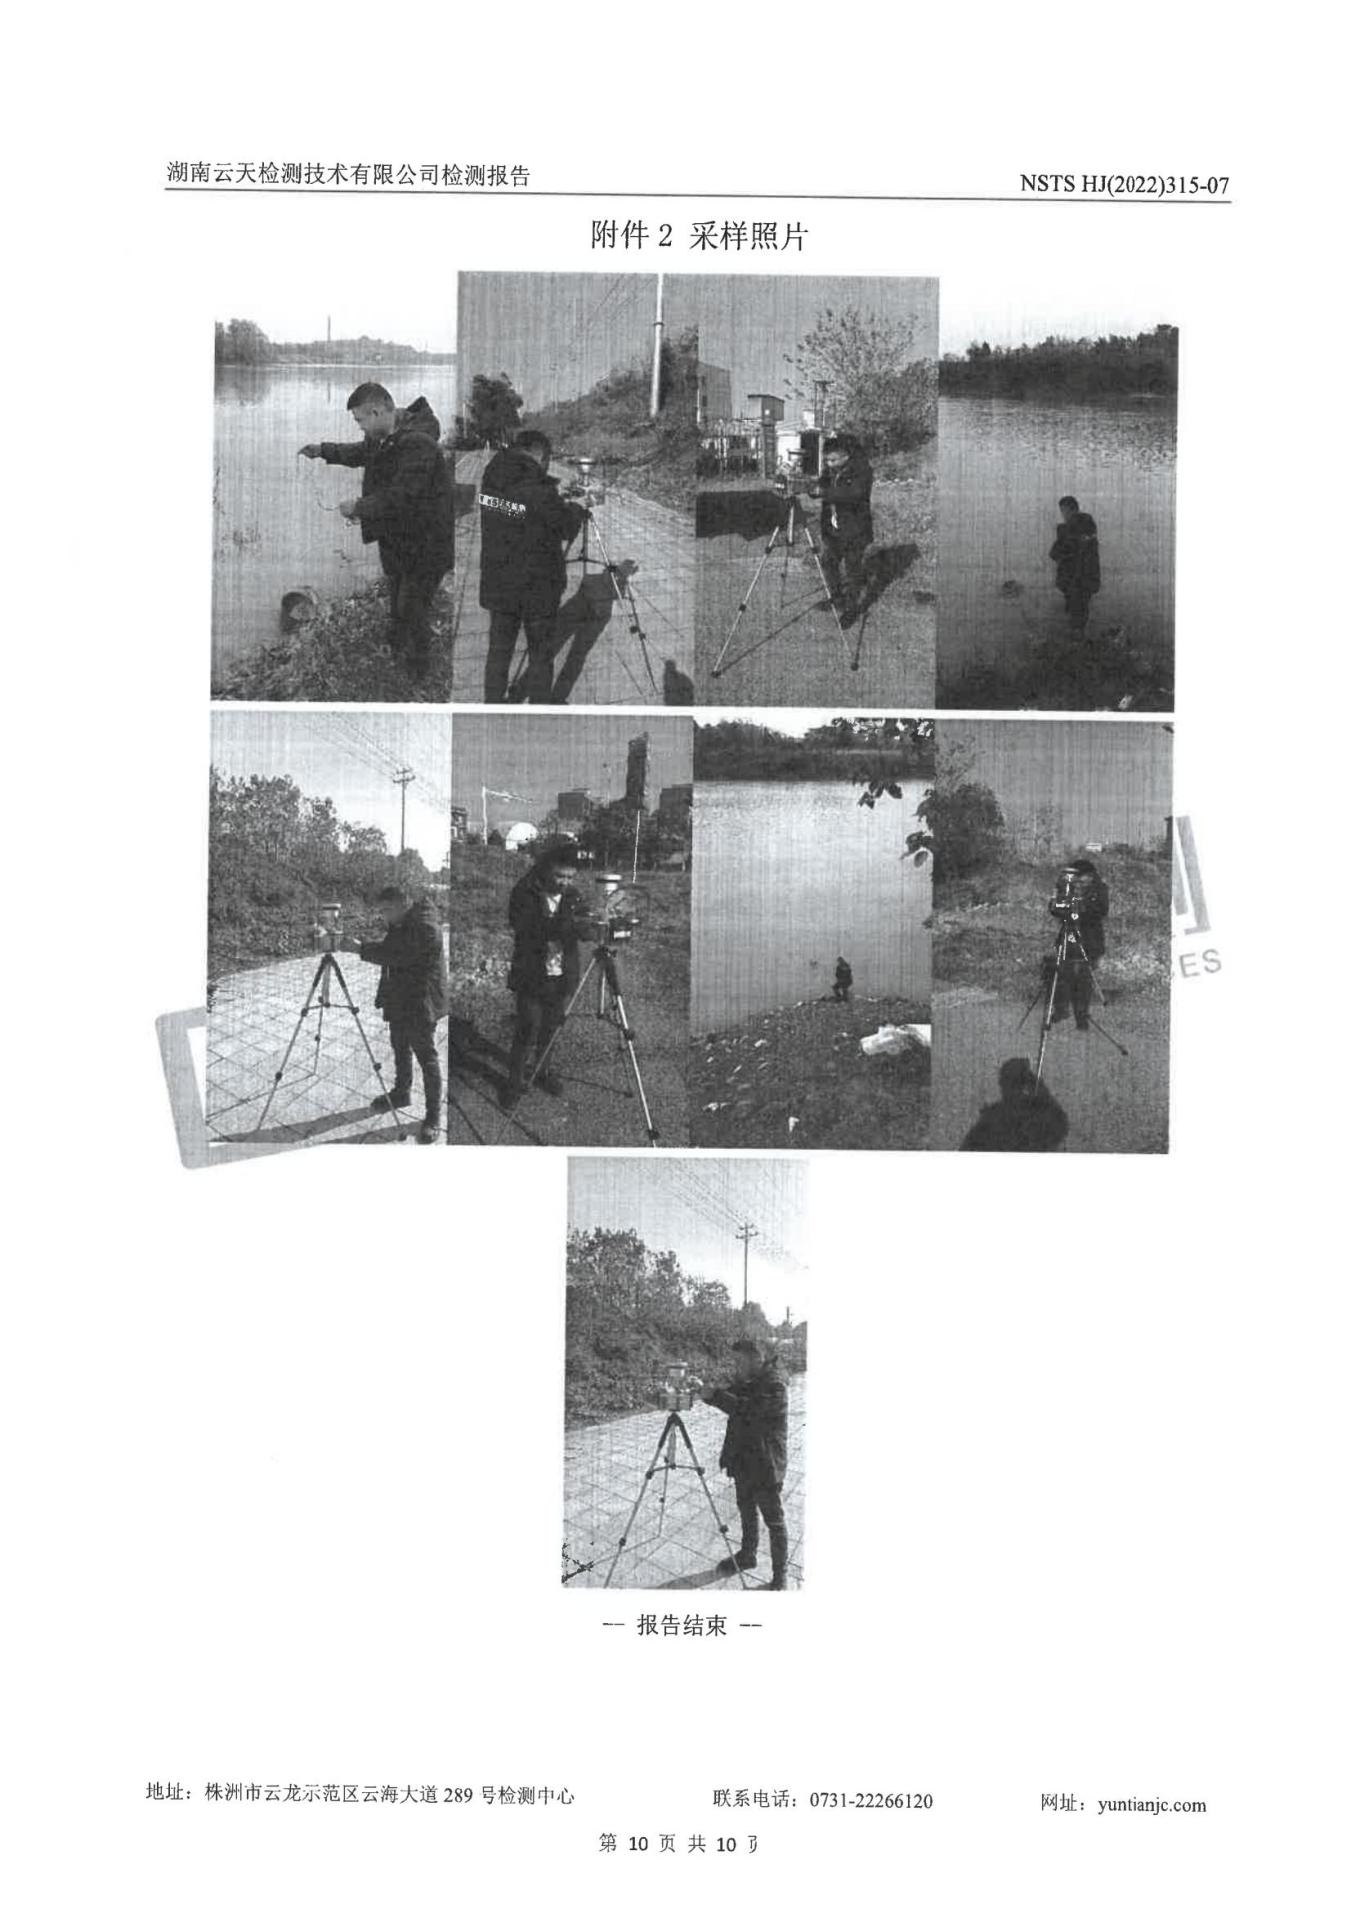 湖南云天检测技术有限公司检测报告
NSTS HJ(2022)315-07
附件 2 采样照片
ES
— 报告结束 —
地址：株洲市云龙示范区云海大道 289 号检测中心
联系电话：0731-22266120
网址：yuntianjc.com
第 10 页 共 10 页